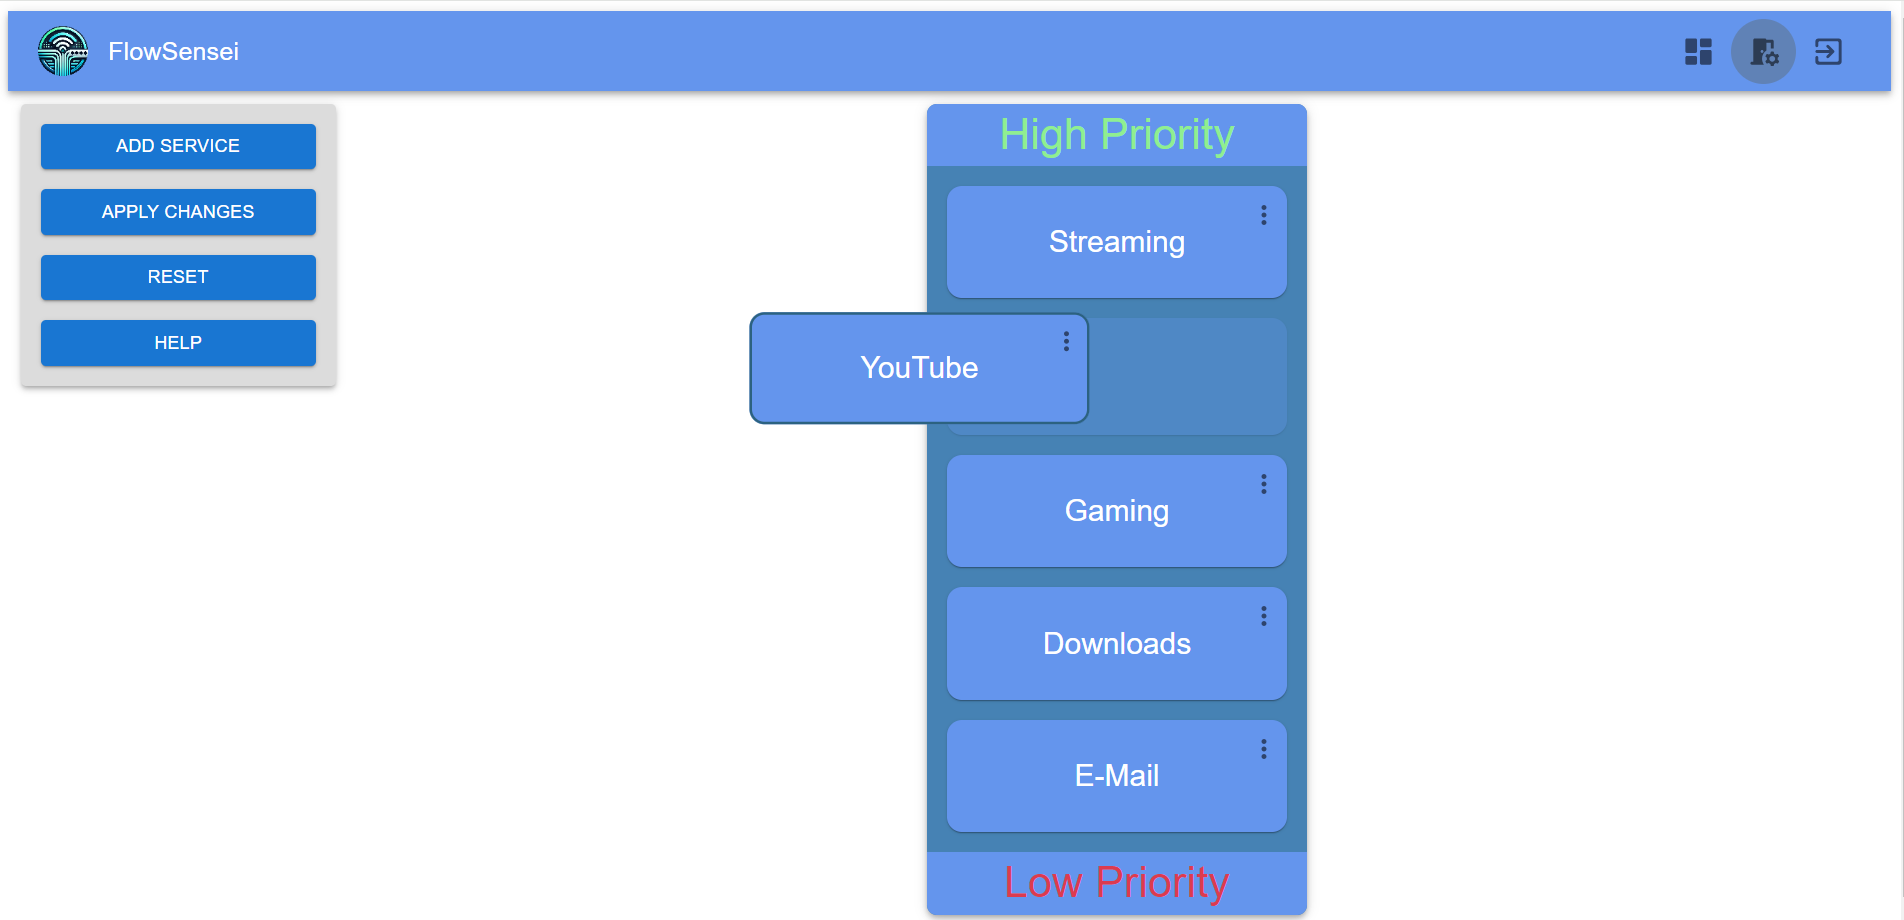 FlowSensei
ADD SERVICE
APPLY CHANGES
RESET
HELP
High Priority
Streaming
YouTube
Gaming
Downloads
E-Mail
Low Priority